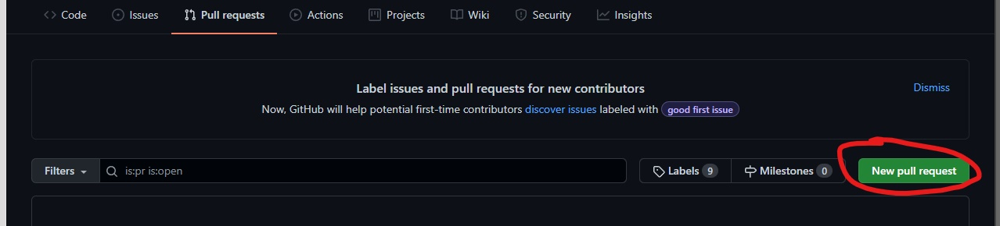 Code Issues Pull requests Actions Projects Wiki Security Insights
Label issues and pull requests for new contributors Dismiss
Now, GitHub will help potential first-time contributors discover issues labeled with good first issue
Filters is:pr is:open Labels 9 Milestones 0 New pull request